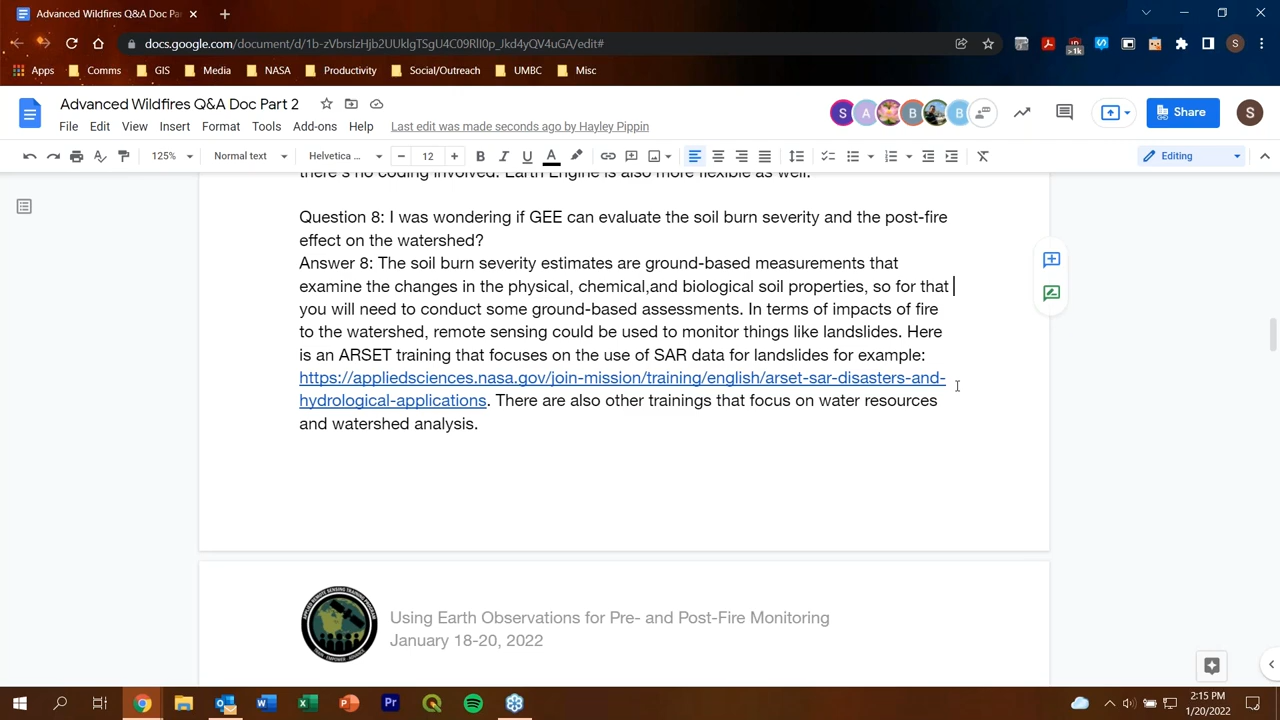 Advanced Wildfires Q&A Doc Pa
docs.google.com/document/d/1b-zVbrsIzHjb2UUklgTSgU4C09RlI0p_Jkd4yQV4uGA/edit#
>1k
S
Apps Comms GIS Media NASA Productivity Social/Outreach UMBC Misc
Advanced Wildfires Q&A Doc Part 2
S A B B
Share
S
File Edit View Insert Format Tools Add-ons Help Last edit was made seconds ago by Hayley Pippin
125% Normal text Helvetica ... 12 B I U A Editing
there's no coding involved. Earth Engine is also more flexible as well.
Question 8: I was wondering if GEE can evaluate the soil burn severity and the post-fire
effect on the watershed?
Answer 8: The soil burn severity estimates are ground-based measurements that
examine the changes in the physical, chemical,and biological soil properties, so for that
you will need to conduct some ground-based assessments. In terms of impacts of fire
to the watershed, remote sensing could be used to monitor things like landslides. Here
is an ARSET training that focuses on the use of SAR data for landslides for example:
https://appliedsciences.nasa.gov/join-mission/training/english/arset-sar-disasters-and-
hydrological-applications. There are also other trainings that focus on water resources
and watershed analysis.
Using Earth Observations for Pre- and Post-Fire Monitoring
January 18-20, 2022
2:15 PM
1/20/2022